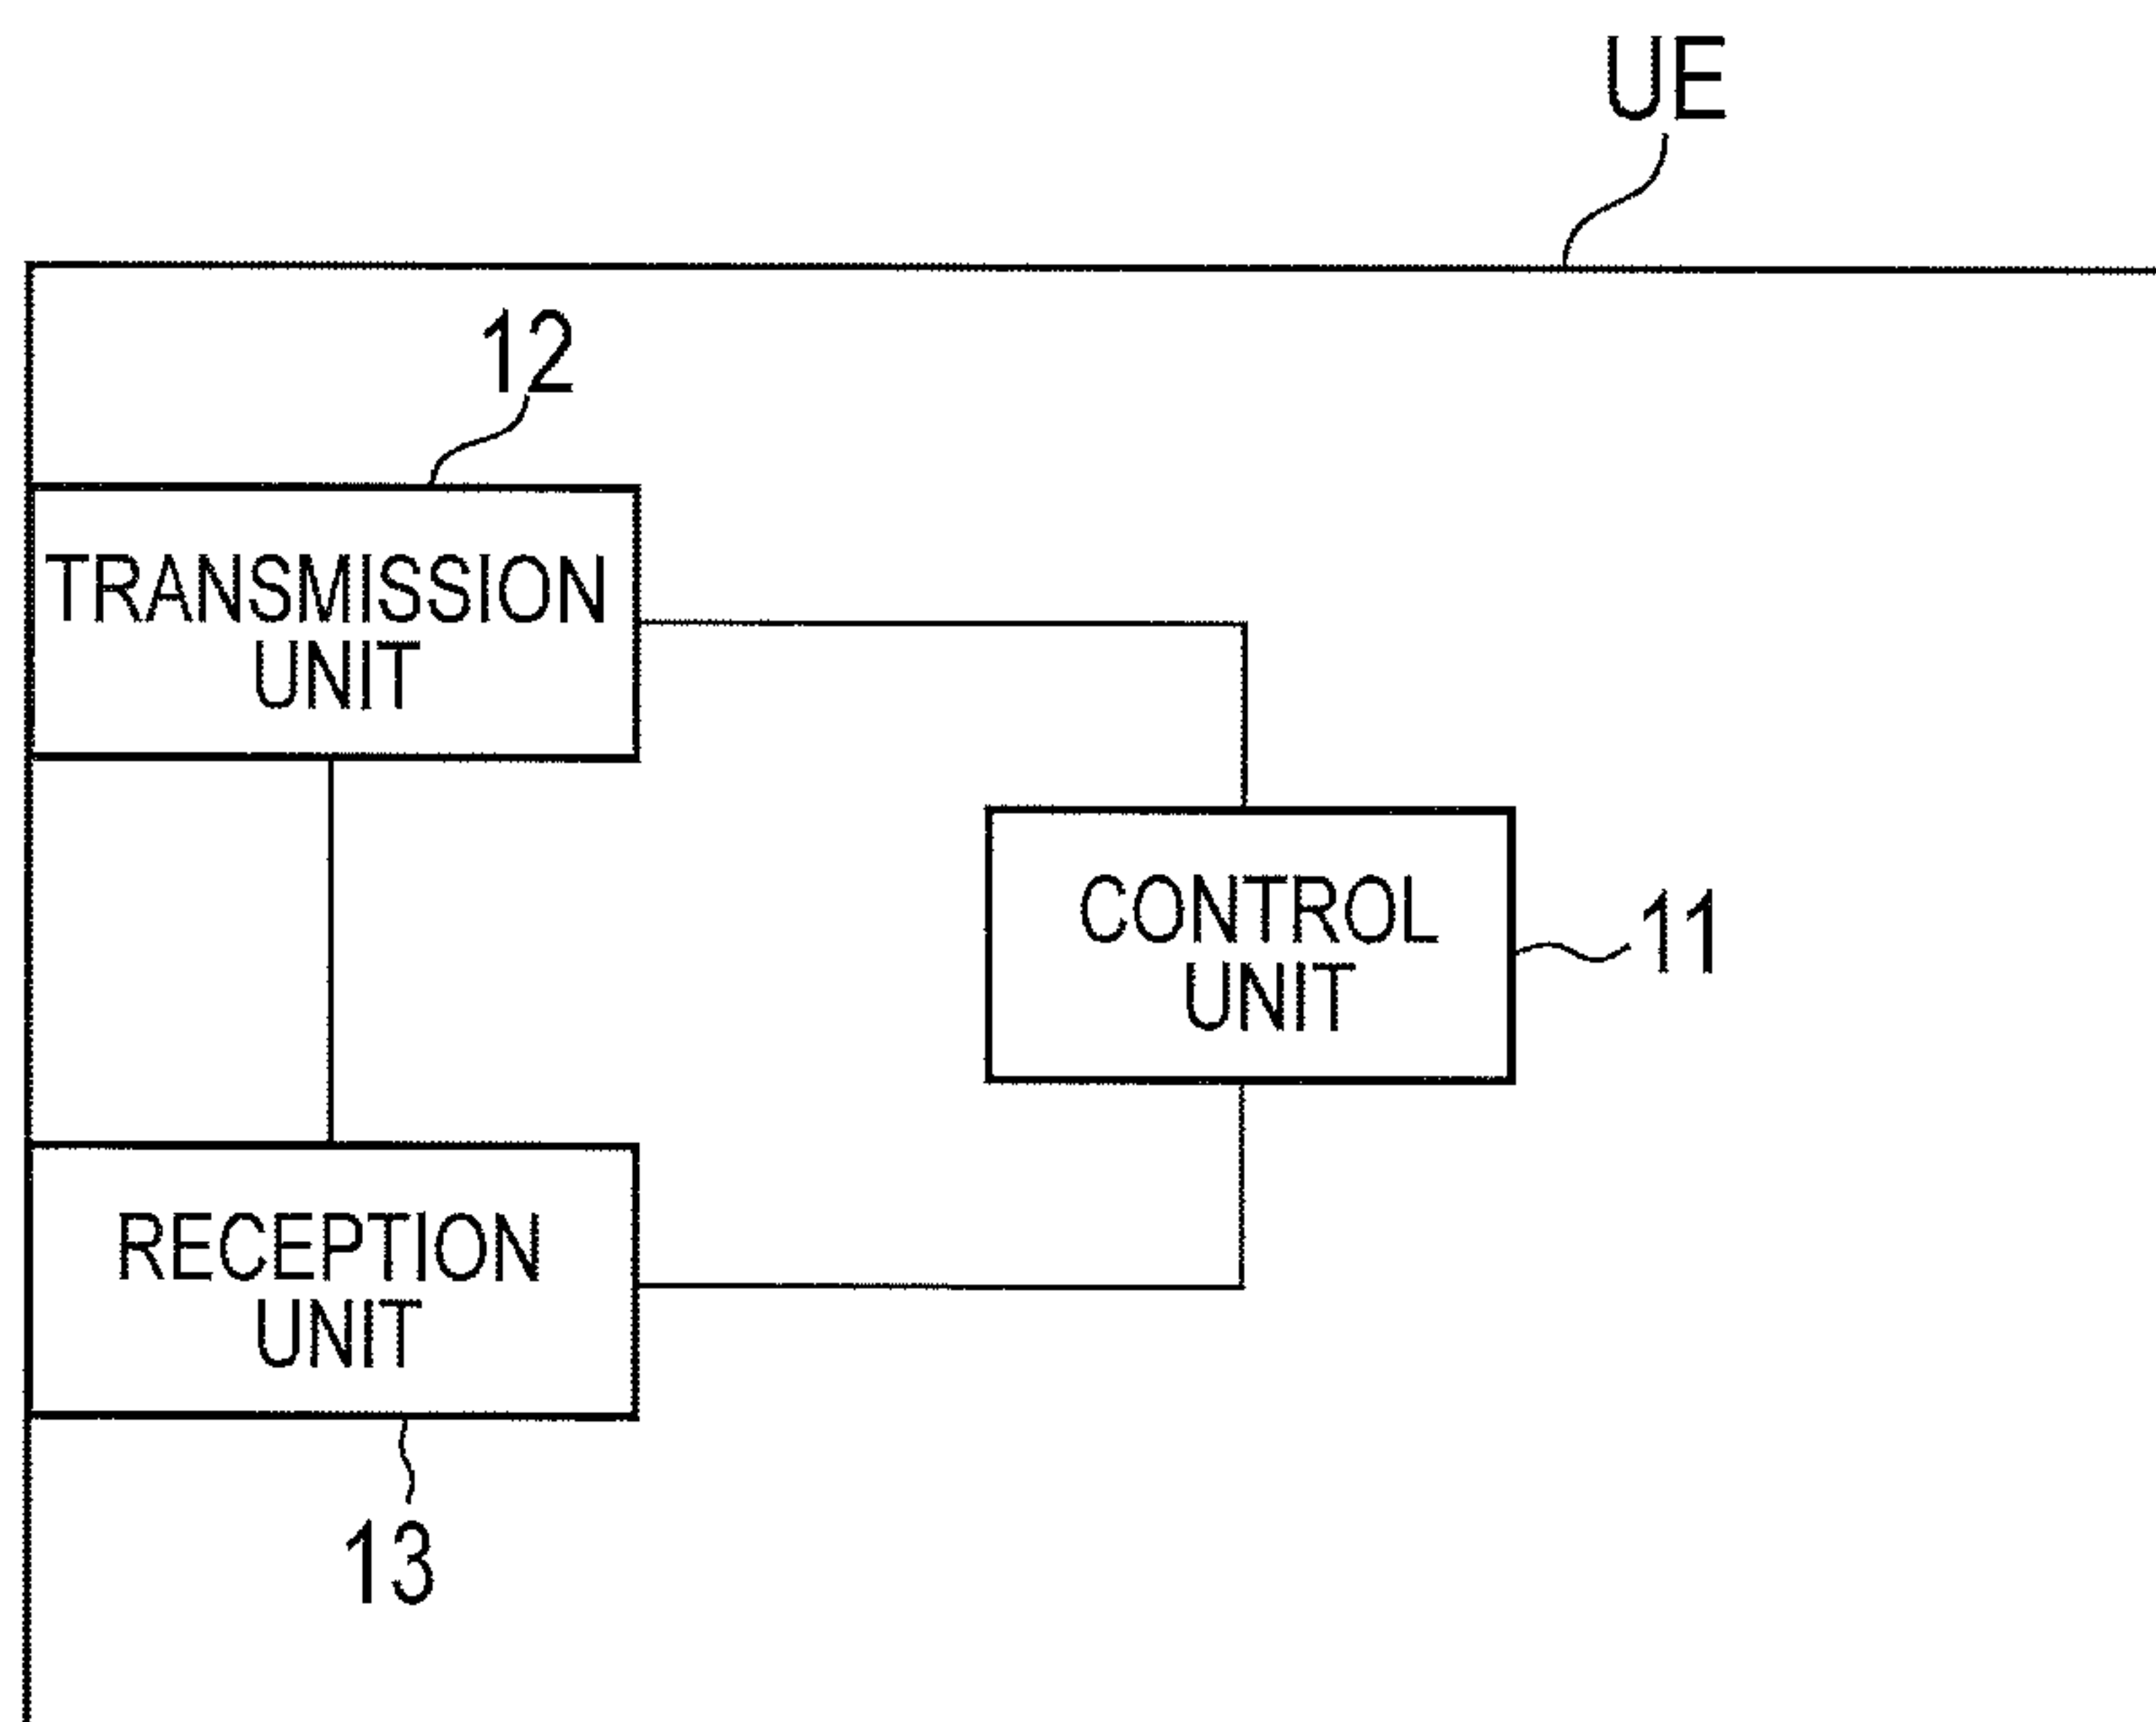 UE
12
TRANSMISSION
UNIT
CONTROL
UNIT
11
RECEPTION
UNIT
13